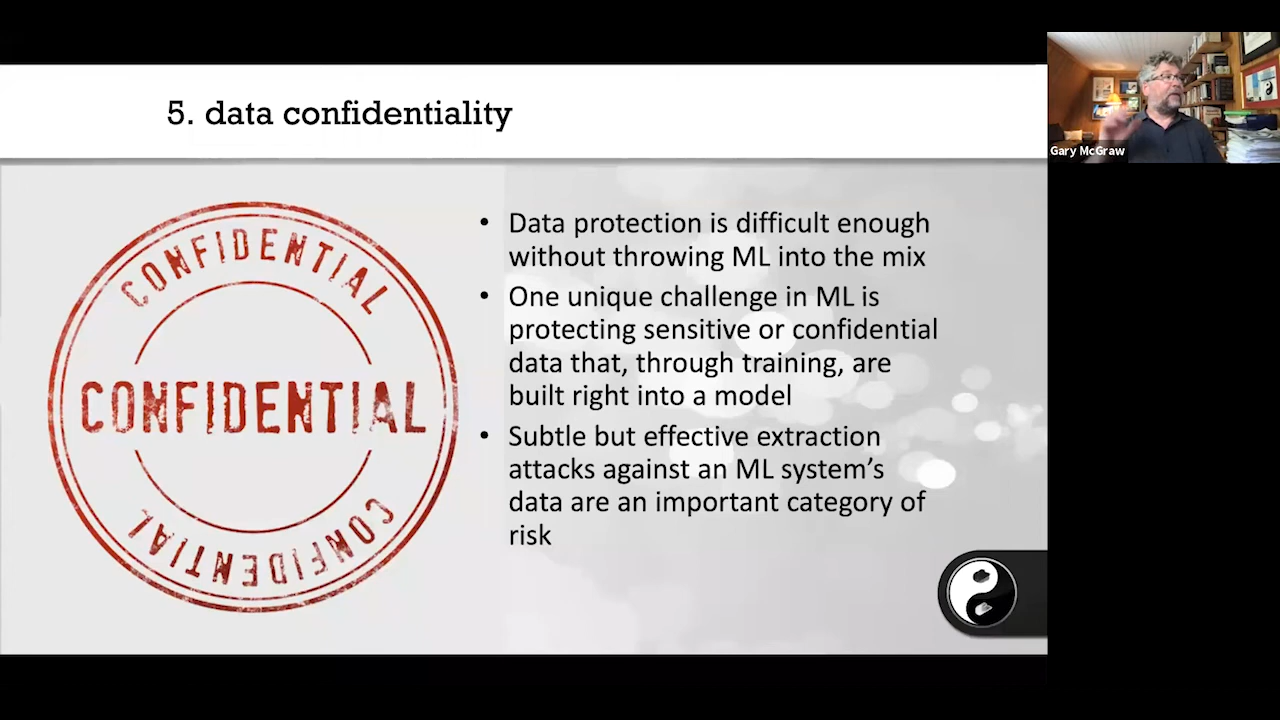 5. data confidentiality
Gary McGraw
CONFIDENTIAL
CONFIDENTIAL
CONFIDENTIAL
• Data protection is difficult enough
without throwing ML into the mix
• One unique challenge in ML is
protecting sensitive or confidential
data that, through training, are
built right into a model
• Subtle but effective extraction
attacks against an ML system’s
data are an important category of
risk